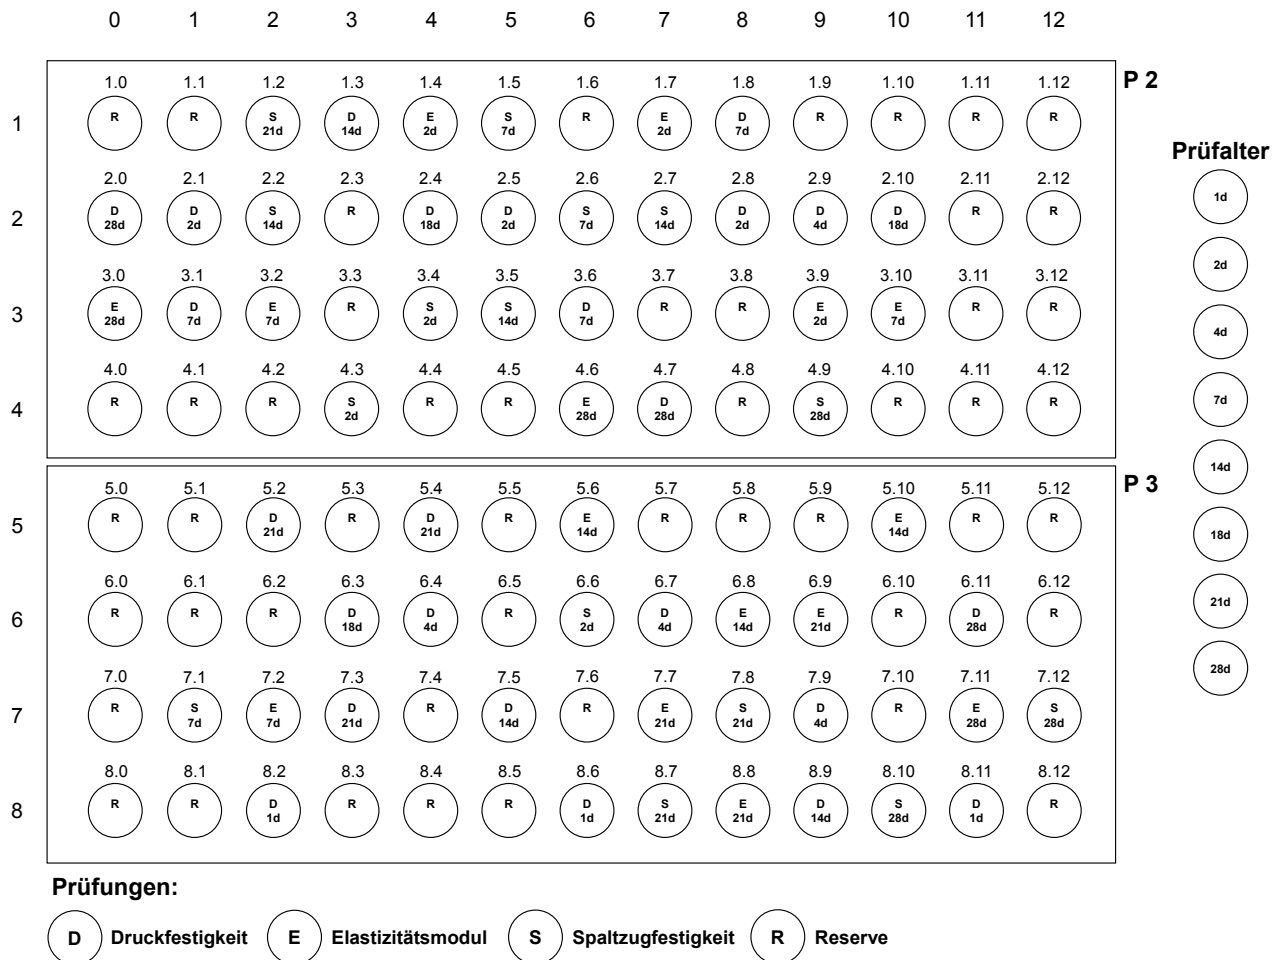 0 1 2 3 4 5 6 7 8 9 10 11 12
P 2
1.0 1.1 1.2 1.3 1.4 1.5 1.6 1.7 1.8 1.9 1.10 1.11 1.12
1 R R S D E S R E D R R R R
21d 14d 2d 7d 2d 7d
Prüfalter
2.0 2.1 2.2 2.3 2.4 2.5 2.6 2.7 2.8 2.9 2.10 2.11 2.12
2 D D S R D D S S D D D R R
28d 2d 14d 18d 2d 7d 14d 2d 4d 18d
1d
2d
3.0 3.1 3.2 3.3 3.4 3.5 3.6 3.7 3.8 3.9 3.10 3.11 3.12
3 E D E R S S D R R E E R R
28d 7d 7d 2d 14d 7d 2d 7d
4d
4.0 4.1 4.2 4.3 4.4 4.5 4.6 4.7 4.8 4.9 4.10 4.11 4.12
4 R R R S R R E D R S R R R
2d 28d 28d 28d
7d
14d
P 3
5.0 5.1 5.2 5.3 5.4 5.5 5.6 5.7 5.8 5.9 5.10 5.11 5.12
5 R R D R D R E R R R E R R
21d 21d 14d 14d
18d
6.0 6.1 6.2 6.3 6.4 6.5 6.6 6.7 6.8 6.9 6.10 6.11 6.12
6 R R R D D R S D E E R D R
18d 4d 2d 4d 14d 21d 28d
21d
28d
7.0 7.1 7.2 7.3 7.4 7.5 7.6 7.7 7.8 7.9 7.10 7.11 7.12
7 R S E D R D R E S D R E S
7d 7d 21d 14d 21d 21d 4d 28d 28d
8.0 8.1 8.2 8.3 8.4 8.5 8.6 8.7 8.8 8.9 8.10 8.11 8.12
8 R R D R R R D S E D S D R
1d 1d 21d 21d 14d 28d 1d
Prüfungen:
D Druckfestigkeit E Elastizitätsmodul S Spaltzugfestigkeit R Reserve